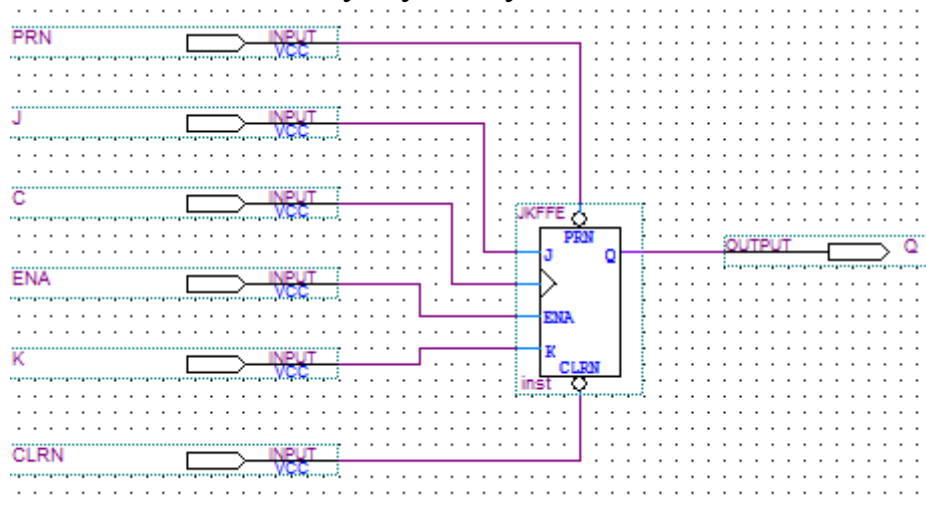 PRN
INPUT
VCC
J
INPUT
VCC
C
INPUT
VCC
JKFFE
PRN
J
Q
OUTPUT
Q
ENA
INPUT
VCC
ENA
K
INPUT
VCC
K
CLRN
inst
CLRN
INPUT
VCC